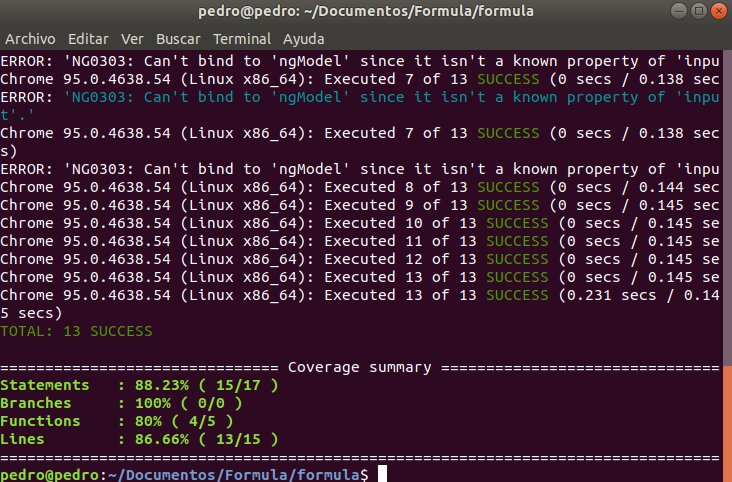 pedro@pedro: ~/Documentos/Formula/formula
Archivo Editar Ver Buscar Terminal Ayuda
ERROR: 'NG0303: Can't bind to 'ngModel' since it isn't a known property of 'inpu
Chrome 95.0.4638.54 (Linux x86_64): Executed 7 of 13 SUCCESS (0 secs / 0.138 sec
ERROR: 'NG0303: Can't bind to 'ngModel' since it isn't a known property of 'inpu
t'.'
Chrome 95.0.4638.54 (Linux x86_64): Executed 7 of 13 SUCCESS (0 secs / 0.138 sec
s)
ERROR: 'NG0303: Can't bind to 'ngModel' since it isn't a known property of 'inpu
Chrome 95.0.4638.54 (Linux x86_64): Executed 8 of 13 SUCCESS (0 secs / 0.144 sec
Chrome 95.0.4638.54 (Linux x86_64): Executed 9 of 13 SUCCESS (0 secs / 0.145 sec
Chrome 95.0.4638.54 (Linux x86_64): Executed 10 of 13 SUCCESS (0 secs / 0.145 se
Chrome 95.0.4638.54 (Linux x86_64): Executed 11 of 13 SUCCESS (0 secs / 0.145 se
Chrome 95.0.4638.54 (Linux x86_64): Executed 12 of 13 SUCCESS (0 secs / 0.145 se
Chrome 95.0.4638.54 (Linux x86_64): Executed 13 of 13 SUCCESS (0 secs / 0.145 se
Chrome 95.0.4638.54 (Linux x86_64): Executed 13 of 13 SUCCESS (0.231 secs / 0.14
5 secs)
TOTAL: 13 SUCCESS
=============================== Coverage summary ===============================
Statements : 88.23% ( 15/17 )
Branches : 100% ( 0/0 )
Functions : 80% ( 4/5 )
Lines : 86.66% ( 13/15 )
================================================================================
pedro@pedro:~/Documentos/Formula/formula$